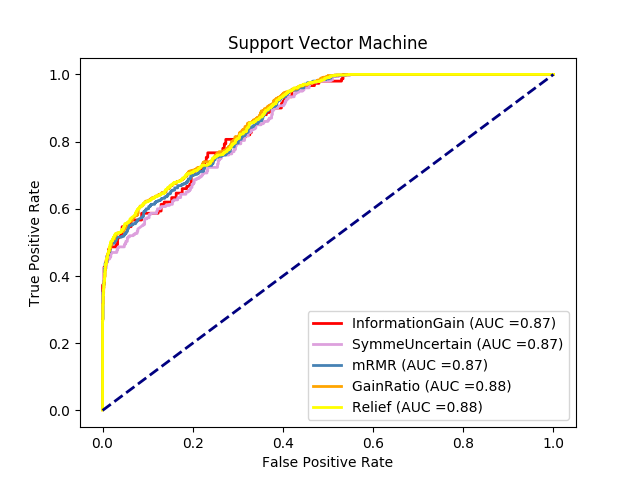 Support Vector Machine
True Positive Rate
1.0
0.8
0.6
0.4
0.2
0.0
InformationGain (AUC =0.87)
SymmeUncertain (AUC =0.87)
mRMR (AUC =0.87)
GainRatio (AUC =0.88)
Relief (AUC =0.88)
0.0 0.2 0.4 0.6 0.8 1.0
False Positive Rate